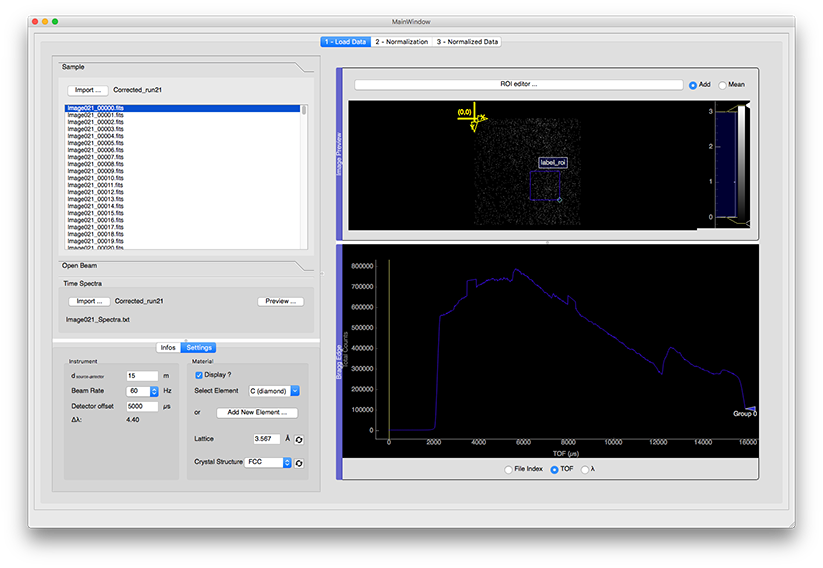 MainWindow
1 - Load Data 2 - Normalization 3 - Normalized Data
Sample
Import ... Corrected_run21
Image021_00000.fits
Image021_00001.fits
Image021_00002.fits
Image021_00003.fits
Image021_00004.fits
Image021_00005.fits
Image021_00006.fits
Image021_00007.fits
Image021_00008.fits
Image021_00009.fits
Image021_00010.fits
Image021_00011.fits
Image021_00012.fits
Image021_00013.fits
Image021_00014.fits
Image021_00015.fits
Image021_00016.fits
Image021_00017.fits
Image021_00018.fits
Image021_00019.fits
Image021_00020.fits
Open Beam
Time Spectra
Import ... Corrected_run21 Preview ...
Image021_Spectra.txt
Infos Settings
Instrument
d source-detector 15 m
Beam Rate 60 Hz
Detector offset 5000 µs
Δλ: 4.40
Material
Display ?
Select Element C (diamond)
or Add New Element ...
Lattice 3.567 Å
Crystal Structure FCC
ROI editor ... Add Mean
Image Preview
(0,0)
X
Y
label_roi
3
2
1
0
Bragg Edge
Total Counts
800000
700000
600000
500000
400000
300000
200000
100000
0
0 2000 4000 6000 8000 10000 12000 14000 16000
Group 0
TOF (µs)
File Index TOF λ